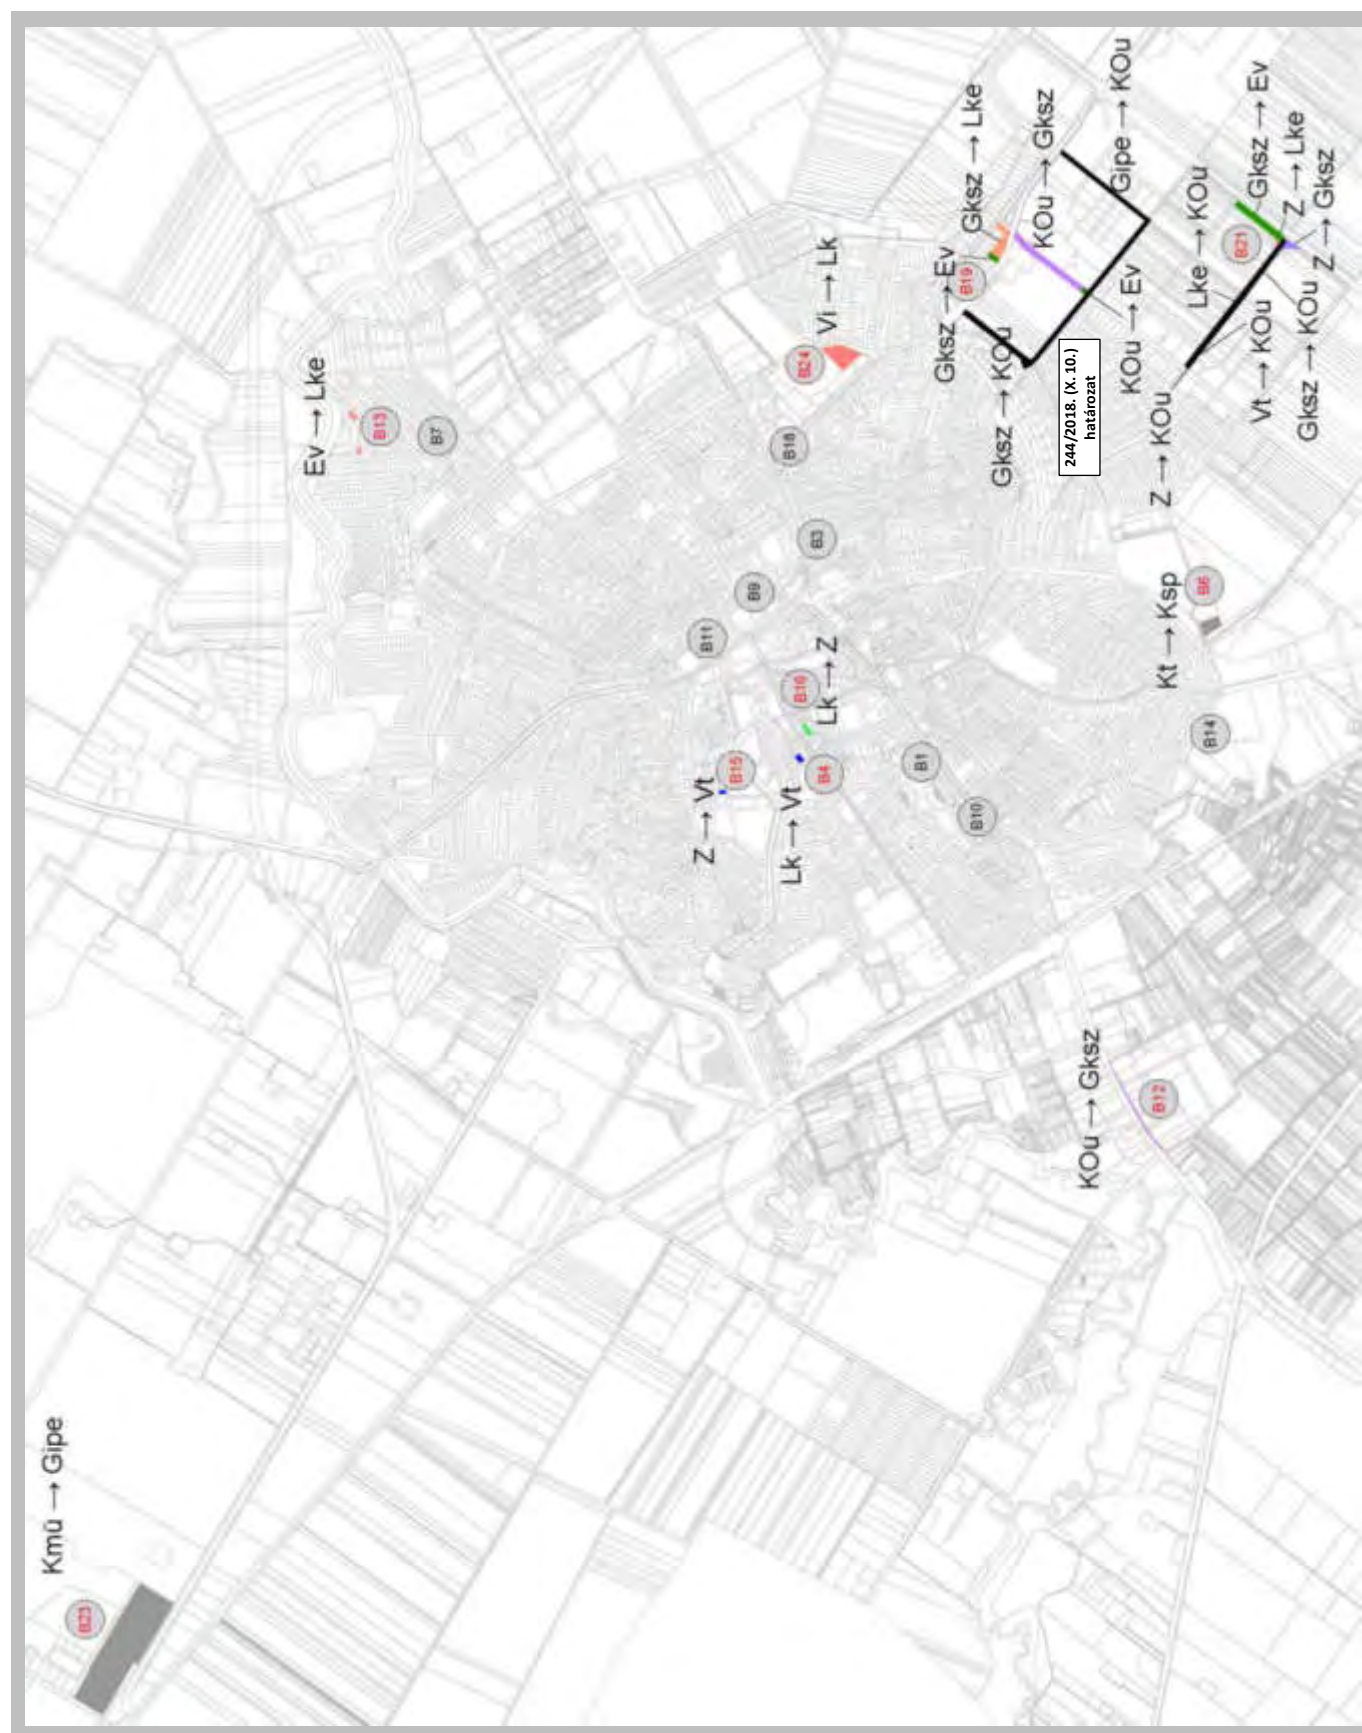 Kmű → Gipe
B23
KOu → Gksz
B12
Z → Vt
B15
Lk → Vt
B4
B16
Lk → Z
B1
B10
B14
B11
B9
B3
B18
Kt → Ksp
B6
Ev → Lke
B13
B7
Vi → Lk
B24
Gksz → Ev
B19
Gksz → Lke
KOu → Gksz
Gipe → KOu
Gksz → KOu
KOu → Ev
244/2018. (X. 10.)
határozat
Z → KOu
Lke → KOu
B21
Gksz → Ev
Z → Lke
Z → Gksz
Vt → KOu
Gksz → KOu